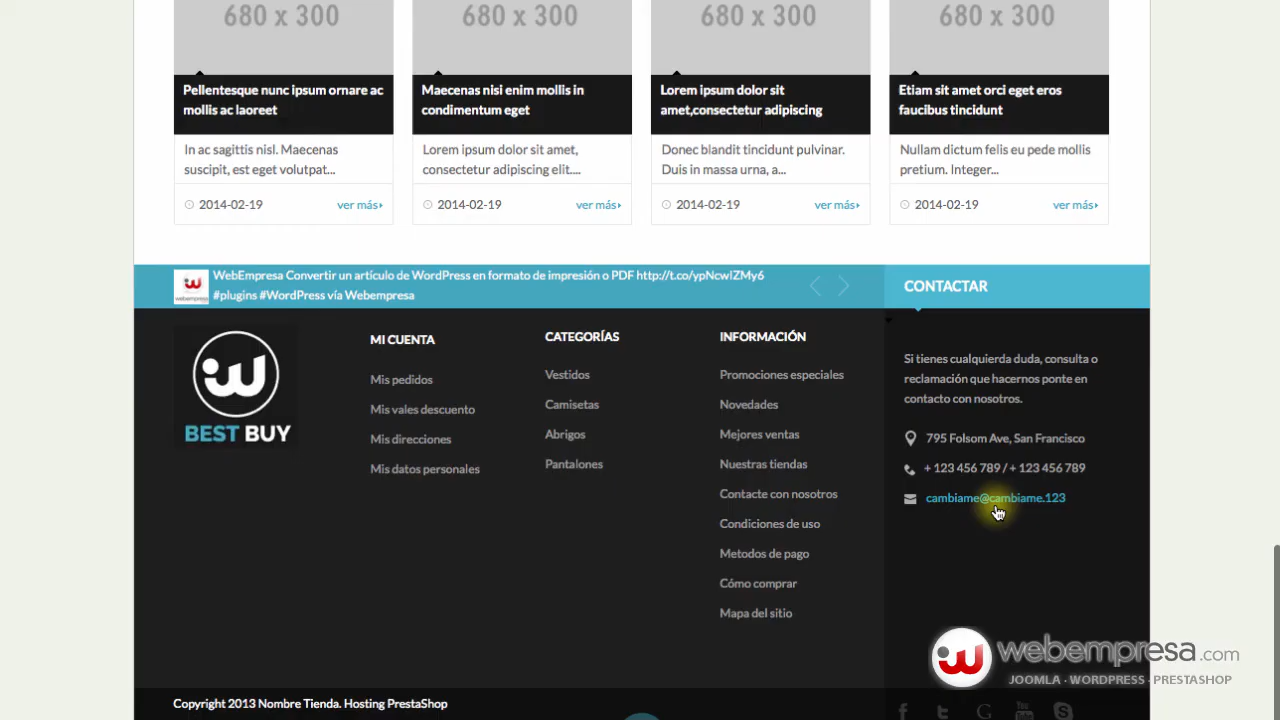 680 x 300
680 x 300
680 x 300
680 x 300
Pellentesque nunc ipsum ornare ac
mollis ac laoreet
In ac sagittis nisl. Maecenas
suscipit, est eget volutpat...
2014-02-19
ver más
Maecenas nisi enim mollis in
condimentum eget
Lorem ipsum dolor sit amet,
consectetur adipiscing elit....
2014-02-19
ver más
Lorem ipsum dolor sit
amet,consectetur adipiscing
Donec blandit tincidunt pulvinar.
Duis in massa urna, a...
2014-02-19
ver más
Etiam sit amet orci eget eros
faucibus tincidunt
Nullam dictum felis eu pede mollis
pretium. Integer...
2014-02-19
ver más
WebEmpresa Convertir un artículo de WordPress en formato de impresión o PDF http://t.co/ypNcwlZMy6
#plugins #WordPress vía Webempresa
CONTACTAR
BEST BUY
MI CUENTA
Mis pedidos
Mis vales descuento
Mis direcciones
Mis datos personales
CATEGORÍAS
Vestidos
Camisetas
Abrigos
Pantalones
INFORMACIÓN
Promociones especiales
Novedades
Mejores ventas
Nuestras tiendas
Contacte con nosotros
Condiciones de uso
Metodos de pago
Cómo comprar
Mapa del sitio
Si tienes cualquierda duda, consulta o
reclamación que hacernos ponte en
contacto con nosotros.
795 Folsom Ave, San Francisco
+ 123 456 789 / + 123 456 789
cambiame@cambiame.123
webempresa.com
JOOMLA · WORDPRESS · PRESTASHOP
Copyright 2013 Nombre Tienda. Hosting PrestaShop